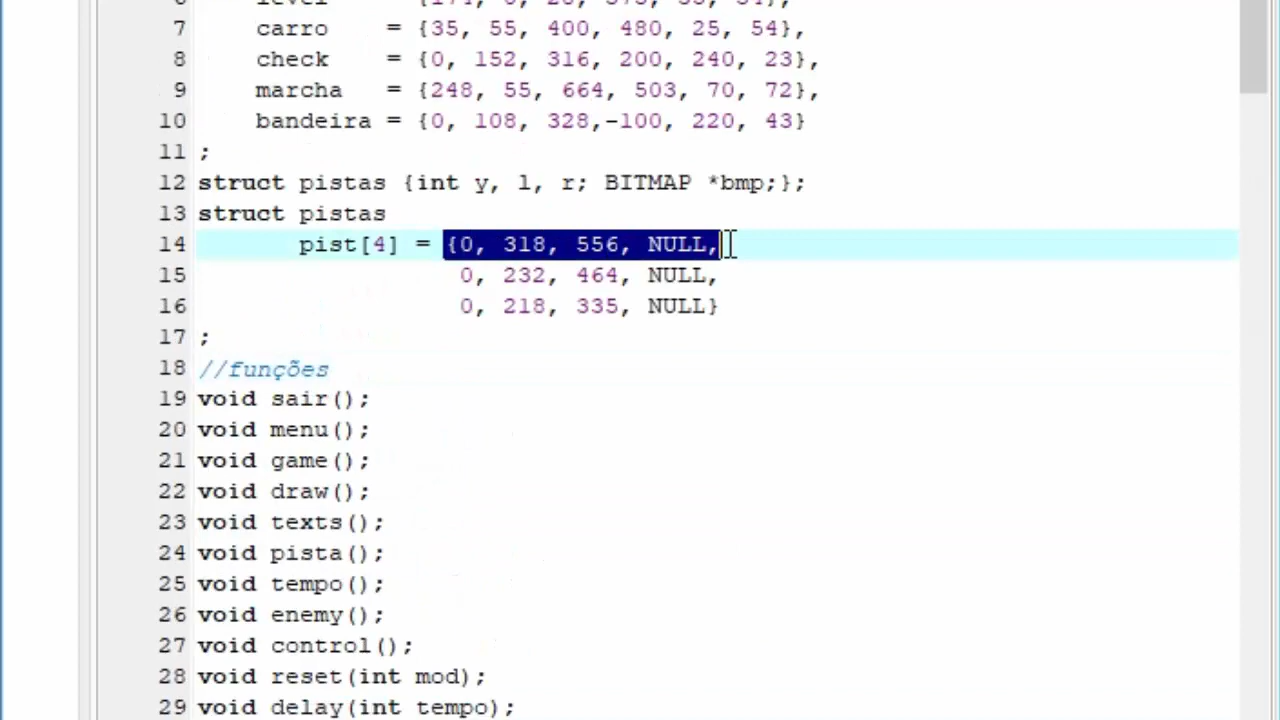 7 carro = {35, 55, 400, 480, 25, 54},
8 check = {0, 152, 316, 200, 240, 23},
9 marcha = {248, 55, 664, 503, 70, 72},
10 bandeira = {0, 108, 328,-100, 220, 43}
11 ;
12 struct pistas {int y, l, r; BITMAP *bmp;};
13 struct pistas
14 pist[4] = {0, 318, 556, NULL,
15 0, 232, 464, NULL,
16 0, 218, 335, NULL}
17 ;
18 //funções
19 void sair();
20 void menu();
21 void game();
22 void draw();
23 void texts();
24 void pista();
25 void tempo();
26 void enemy();
27 void control();
28 void reset(int mod);
29 void delay(int tempo);